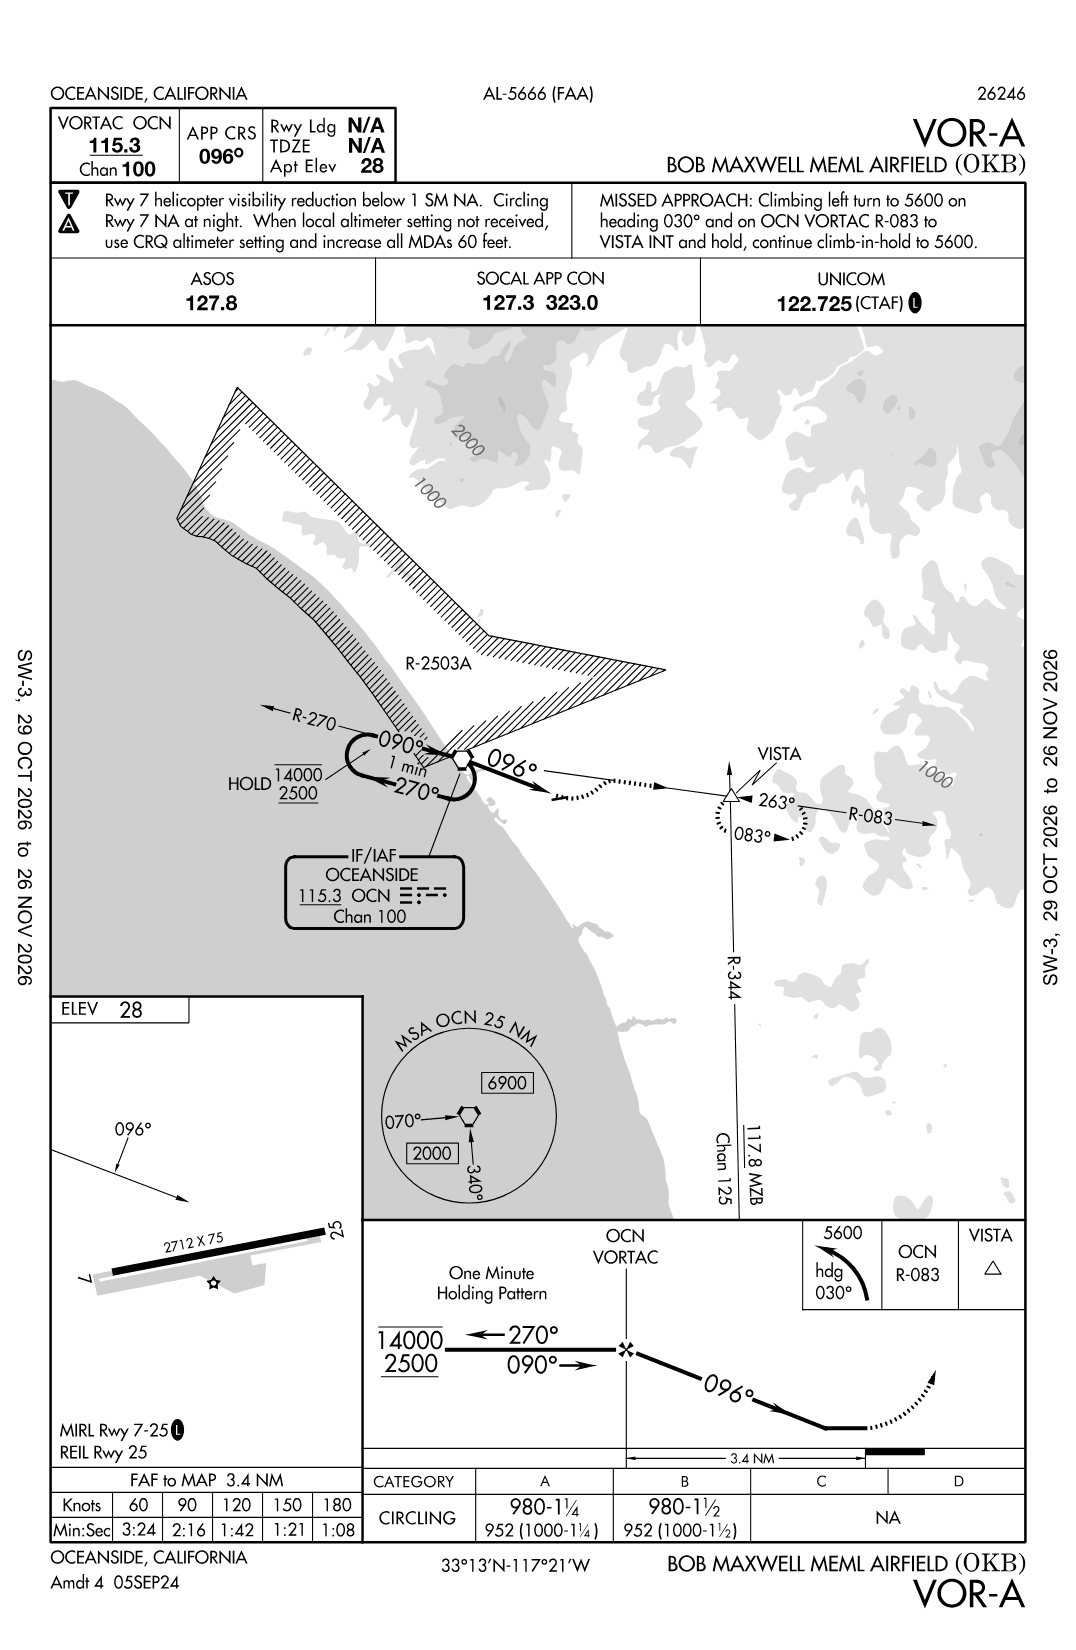 OCEANSIDE, CALIFORNIA
AL-5666 (FAA)
26246
VORTAC OCN
115.3
Chan 100
APP CRS
096°
Rwy Ldg N/A
TDZE N/A
Apt Elev 28
VOR-A
BOB MAXWELL MEML AIRFIELD (OKB)
T
A
Rwy 7 helicopter visibility reduction below 1 SM NA. Circling
Rwy 7 NA at night. When local altimeter setting not received,
use CRQ altimeter setting and increase all MDAs 60 feet.
MISSED APPROACH: Climbing left turn to 5600 on
heading 030° and on OCN VORTAC R-083 to
VISTA INT and hold, continue climb-in-hold to 5600.
ASOS
127.8
SOCAL APP CON
127.3 323.0
UNICOM
122.725 (CTAF) L
2000
1000
R-2503A
R-270
090°
1 min
270°
HOLD 14000
2500
096°
VISTA
1000
263°
R-083
083°
IF/IAF
OCEANSIDE
115.3 OCN
Chan 100
R-344
117.8 MZB
Chan 125
SW-3, 29 OCT 2026 to 26 NOV 2026
SW-3, 29 OCT 2026 to 26 NOV 2026
MSA OCN 25 NM
6900
070°
2000
340°
ELEV 28
096°
2712 X 75
25
7
MIRL Rwy 7-25 L
REIL Rwy 25
FAF to MAP 3.4 NM
Knots 60 90 120 150 180
Min:Sec 3:24 2:16 1:42 1:21 1:08
OCN
VORTAC
One Minute
Holding Pattern
14000
2500
270°
090°
096°
3.4 NM
5600
hdg
030°
OCN
R-083
VISTA
CATEGORY A B C D
CIRCLING
980-1¼
952 (1000-1¼)
980-1½
952 (1000-1½)
NA
OCEANSIDE, CALIFORNIA
Amdt 4 05SEP24
33°13'N-117°21'W
BOB MAXWELL MEML AIRFIELD (OKB)
VOR-A